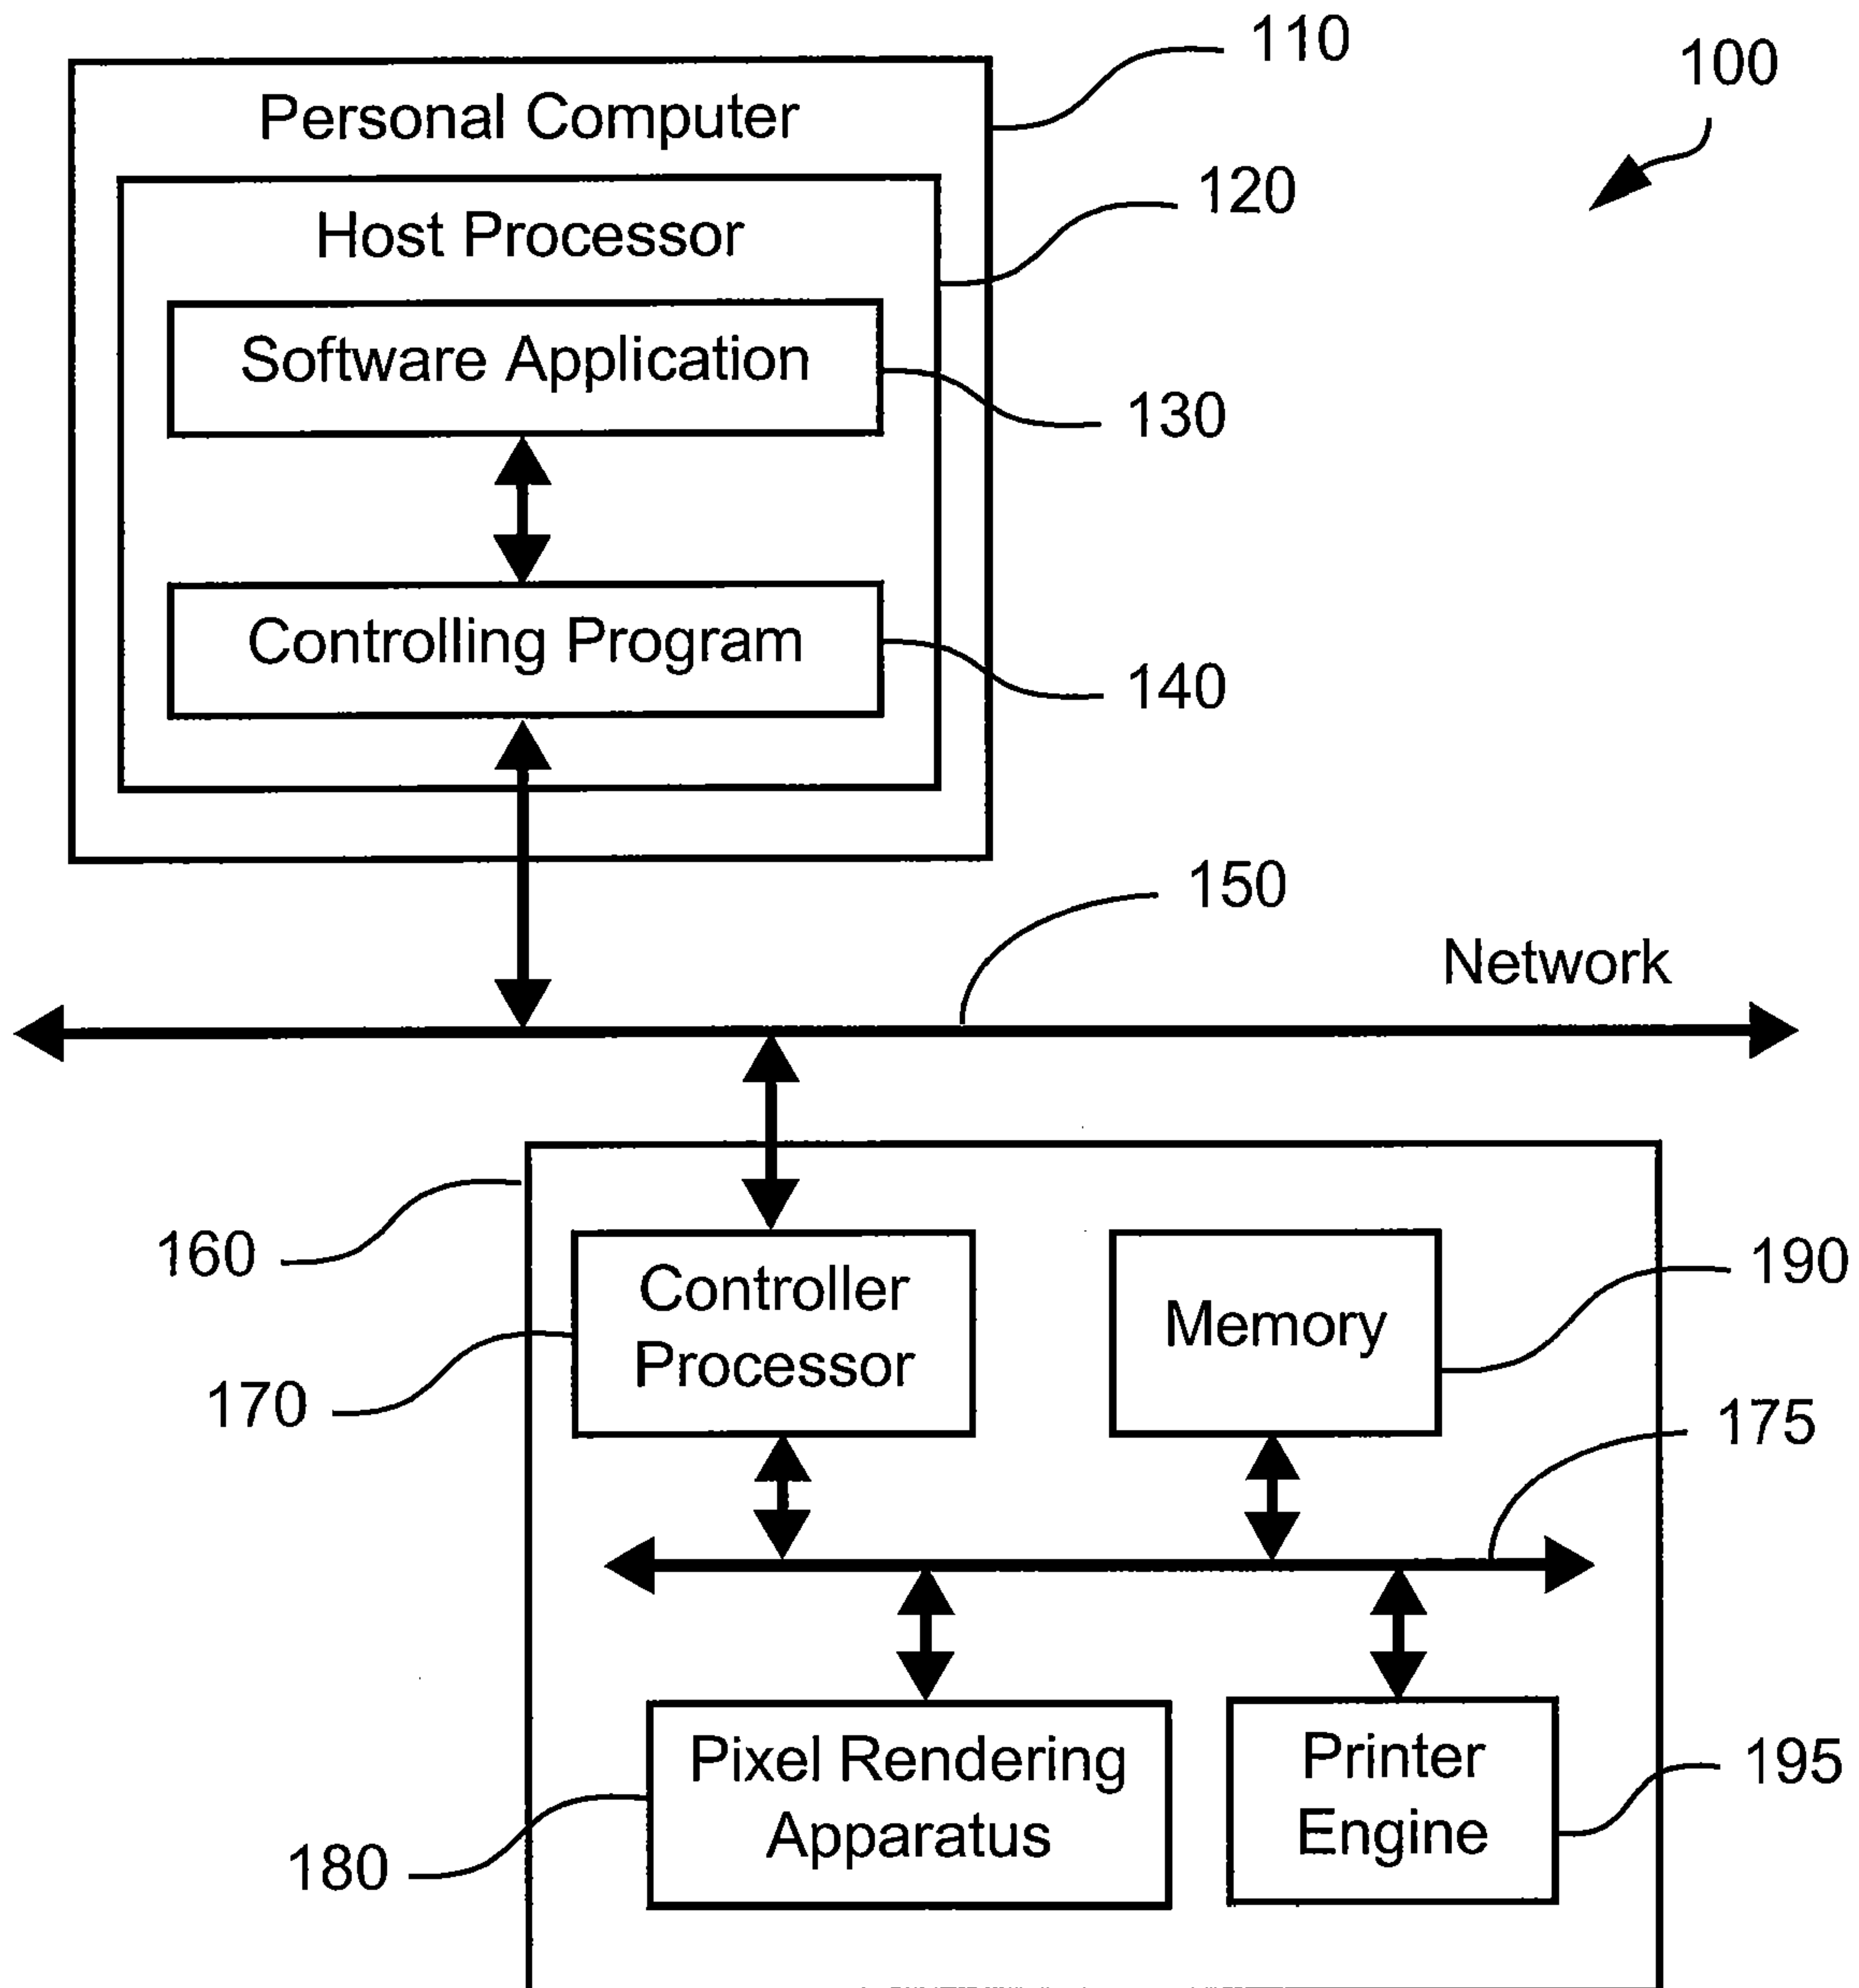 110
100
Personal Computer
120
Host Processor
Software Application
130
Controlling Program
140
150
Network
160
Controller
Processor
170
Memory
190
175
Pixel Rendering
Apparatus
180
Printer
Engine
195